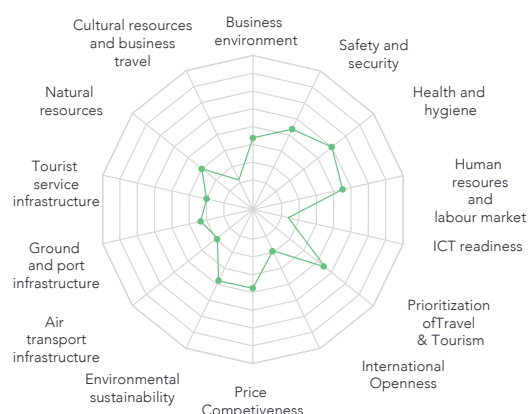 Business
environment
Safety and
security
Health and
hygiene
Human
resoures
and
labour market
ICT readiness
Prioritization
ofTravel
& Tourism
International
Openness
Price
Competiveness
Environmental
sustainability
Air
transport
infrastructure
Ground
and port
infrastructure
Tourist
service
infrastructure
Natural
resources
Cultural resources
and business
travel